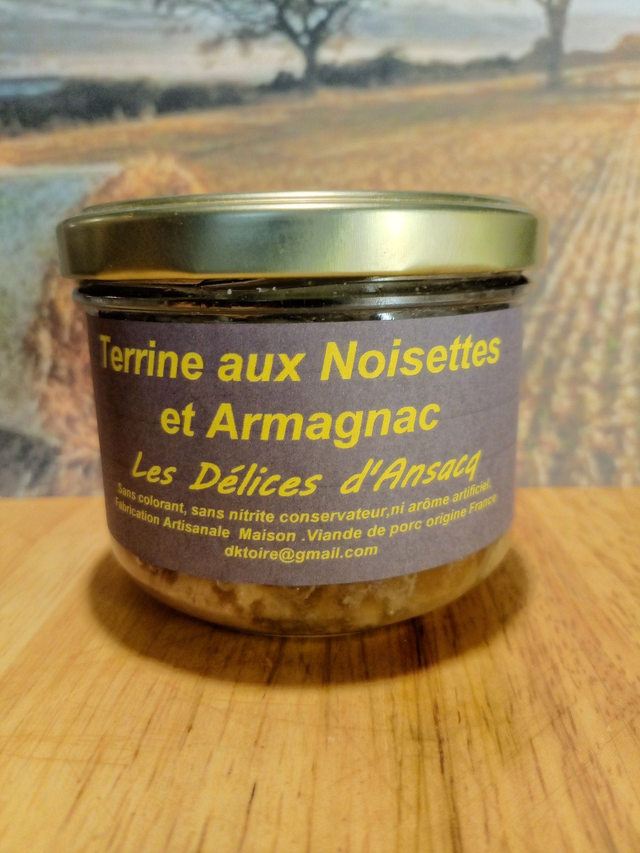 Terrine aux Noisettes
et Armagnac
Les Délices d'Ansacq
Sans colorant, sans nitrite conservateur,ni arôme artificiel.
Fabrication Artisanale Maison .Viande de porc origine France
dktoire@gmail.com